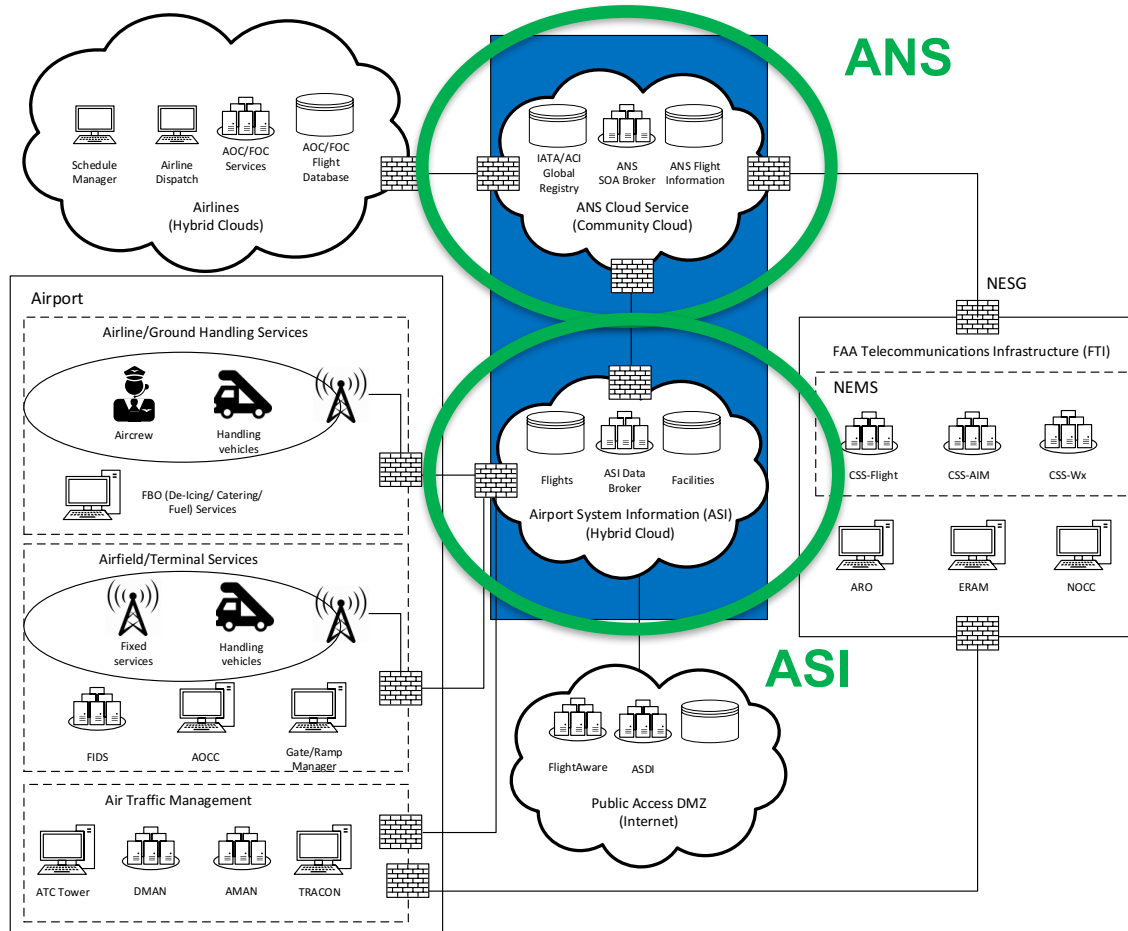 ANS
Schedule
Manager
Airline
Dispatch
AOC/FOC
Services
AOC/FOC
Flight
Database
Airlines
(Hybrid Clouds)
IATA/ACI
Global
Registry
ANS
SOA Broker
ANS Flight
Information
ANS Cloud Service
(Community Cloud)
NESG
Airport
Airline/Ground Handling Services
Aircrew
Handling
vehicles
FBO (De-Icing/ Catering/
Fuel) Services
Flights
ASI Data
Broker
Facilities
Airport System Information (ASI)
(Hybrid Cloud)
FAA Telecommunications Infrastructure (FTI)
NEMS
CSS-Flight
CSS-AIM
CSS-Wx
ARO
ERAM
NOCC
Airfield/Terminal Services
Fixed
services
Handling
vehicles
FIDS
AOCC
Gate/Ramp
Manager
ASI
FlightAware
ASDI
Public Access DMZ
(Internet)
Air Traffic Management
ATC Tower
DMAN
AMAN
TRACON